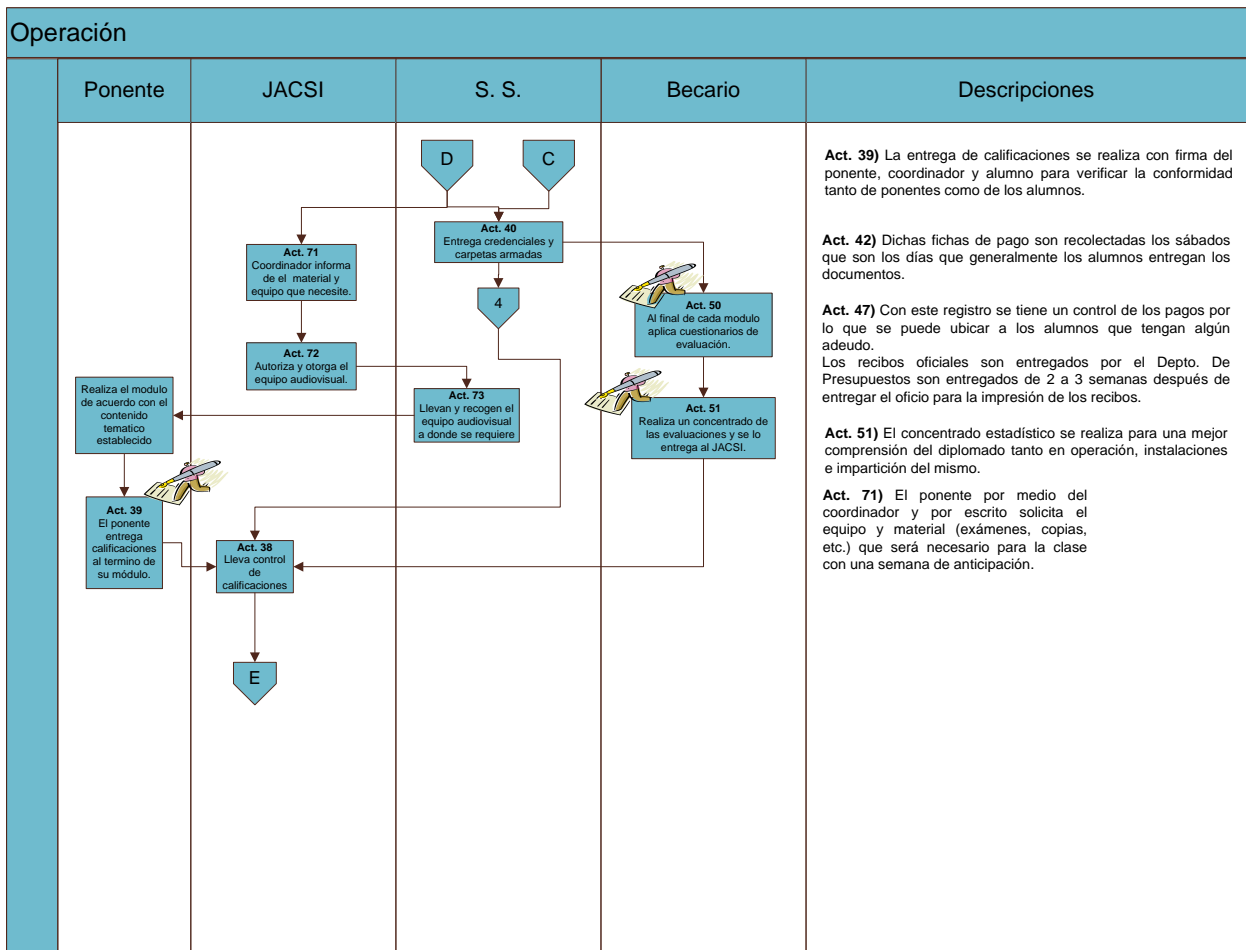 Operación
Ponente
JACSI
S. S.
Becario
Descripciones
D
C
Act. 40
Entrega credenciales y
carpetas armadas
Act. 71
Coordinador informa
de el material y
equipo que necesite.
4
Act. 50
Al final de cada modulo
aplica cuestionarios de
evaluación.
Act. 72
Autoriza y otorga el
equipo audiovisual.
Realiza el modulo
de acuerdo con el
contenido
tematico
establecido
Act. 73
Llevan y recogen el
equipo audiovisual
a donde se requiere
Act. 51
Realiza un concentrado de
las evaluaciones y se lo
entrega al JACSI.
Act. 39
El ponente
entrega
calificaciones
al termino de
su módulo.
Act. 38
Lleva control
de
calificaciones
E
Act. 39) La entrega de calificaciones se realiza con firma del
ponente, coordinador y alumno para verificar la conformidad
tanto de ponentes como de los alumnos.
Act. 42) Dichas fichas de pago son recolectadas los sábados
que son los días que generalmente los alumnos entregan los
documentos.
Act. 47) Con este registro se tiene un control de los pagos por
lo que se puede ubicar a los alumnos que tengan algún
adeudo.
Los recibos oficiales son entregados por el Depto. De
Presupuestos son entregados de 2 a 3 semanas después de
entregar el oficio para la impresión de los recibos.
Act. 51) El concentrado estadístico se realiza para una mejor
comprensión del diplomado tanto en operación, instalaciones
e impartición del mismo.
Act. 71) El ponente por medio del
coordinador y por escrito solicita el
equipo y material (exámenes, copias,
etc.) que será necesario para la clase
con una semana de anticipación.